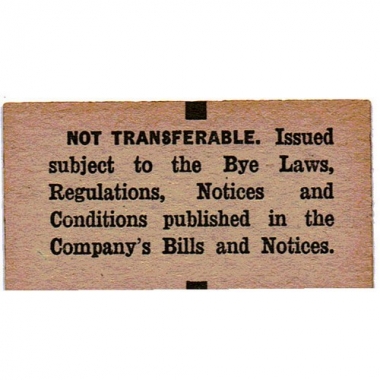 NOT TRANSFERABLE. Issued
subject to the Bye Laws,
Regulations, Notices and
Conditions published in the
Company's Bills and Notices.